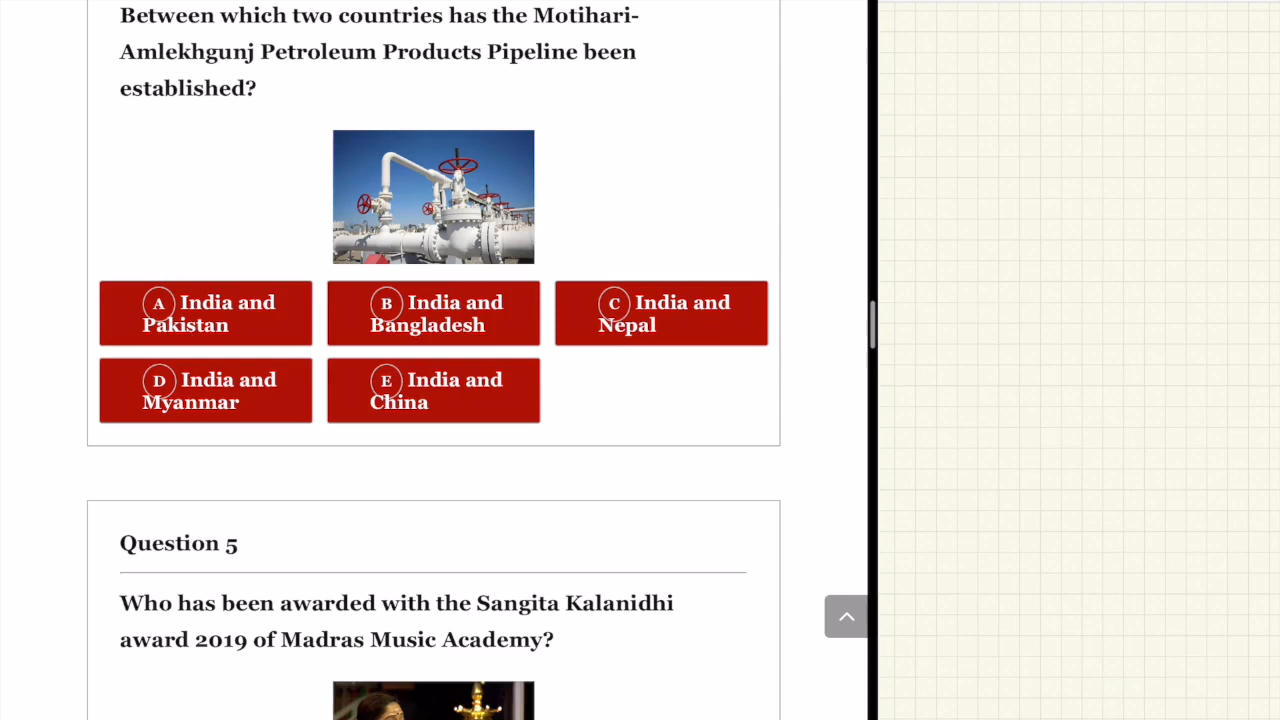 Between which two countries has the Motihari-
Amlekhgunj Petroleum Products Pipeline been
established?
A India and
Pakistan
B India and
Bangladesh
C India and
Nepal
D India and
Myanmar
E India and
China
Question 5
Who has been awarded with the Sangita Kalanidhi
award 2019 of Madras Music Academy?